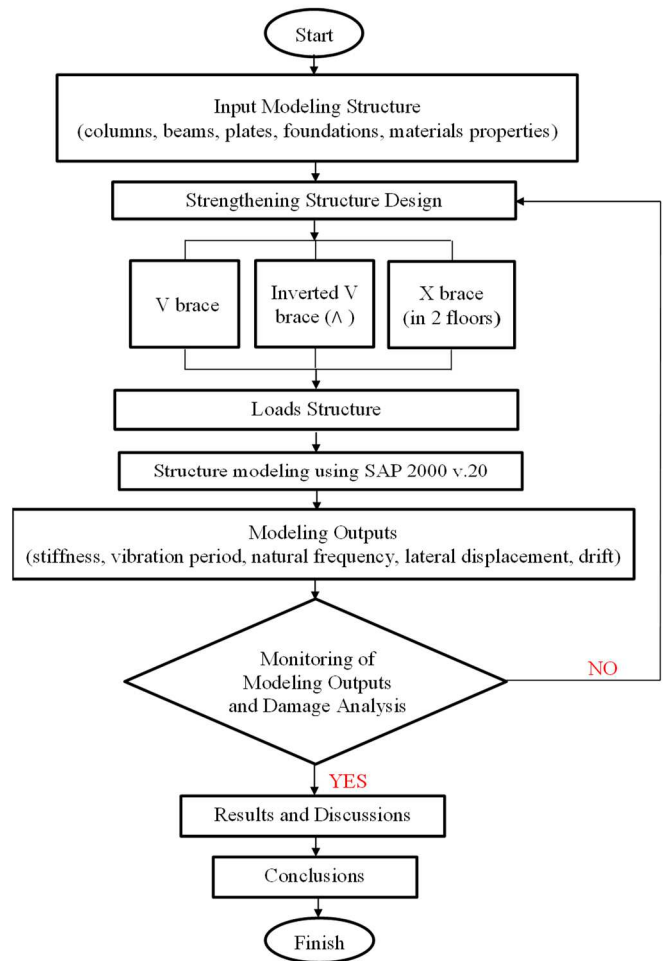 Start
Input Modeling Structure
(columns, beams, plates, foundations, materials properties)
Strengthening Structure Design
V brace
Inverted V
brace (∧ )
X brace
(in 2 floors)
Loads Structure
Structure modeling using SAP 2000 v.20
Modeling Outputs
(stiffness, vibration period, natural frequency, lateral displacement, drift)
Monitoring of
Modeling Outputs
and Damage Analysis
NO
YES
Results and Discussions
Conclusions
Finish